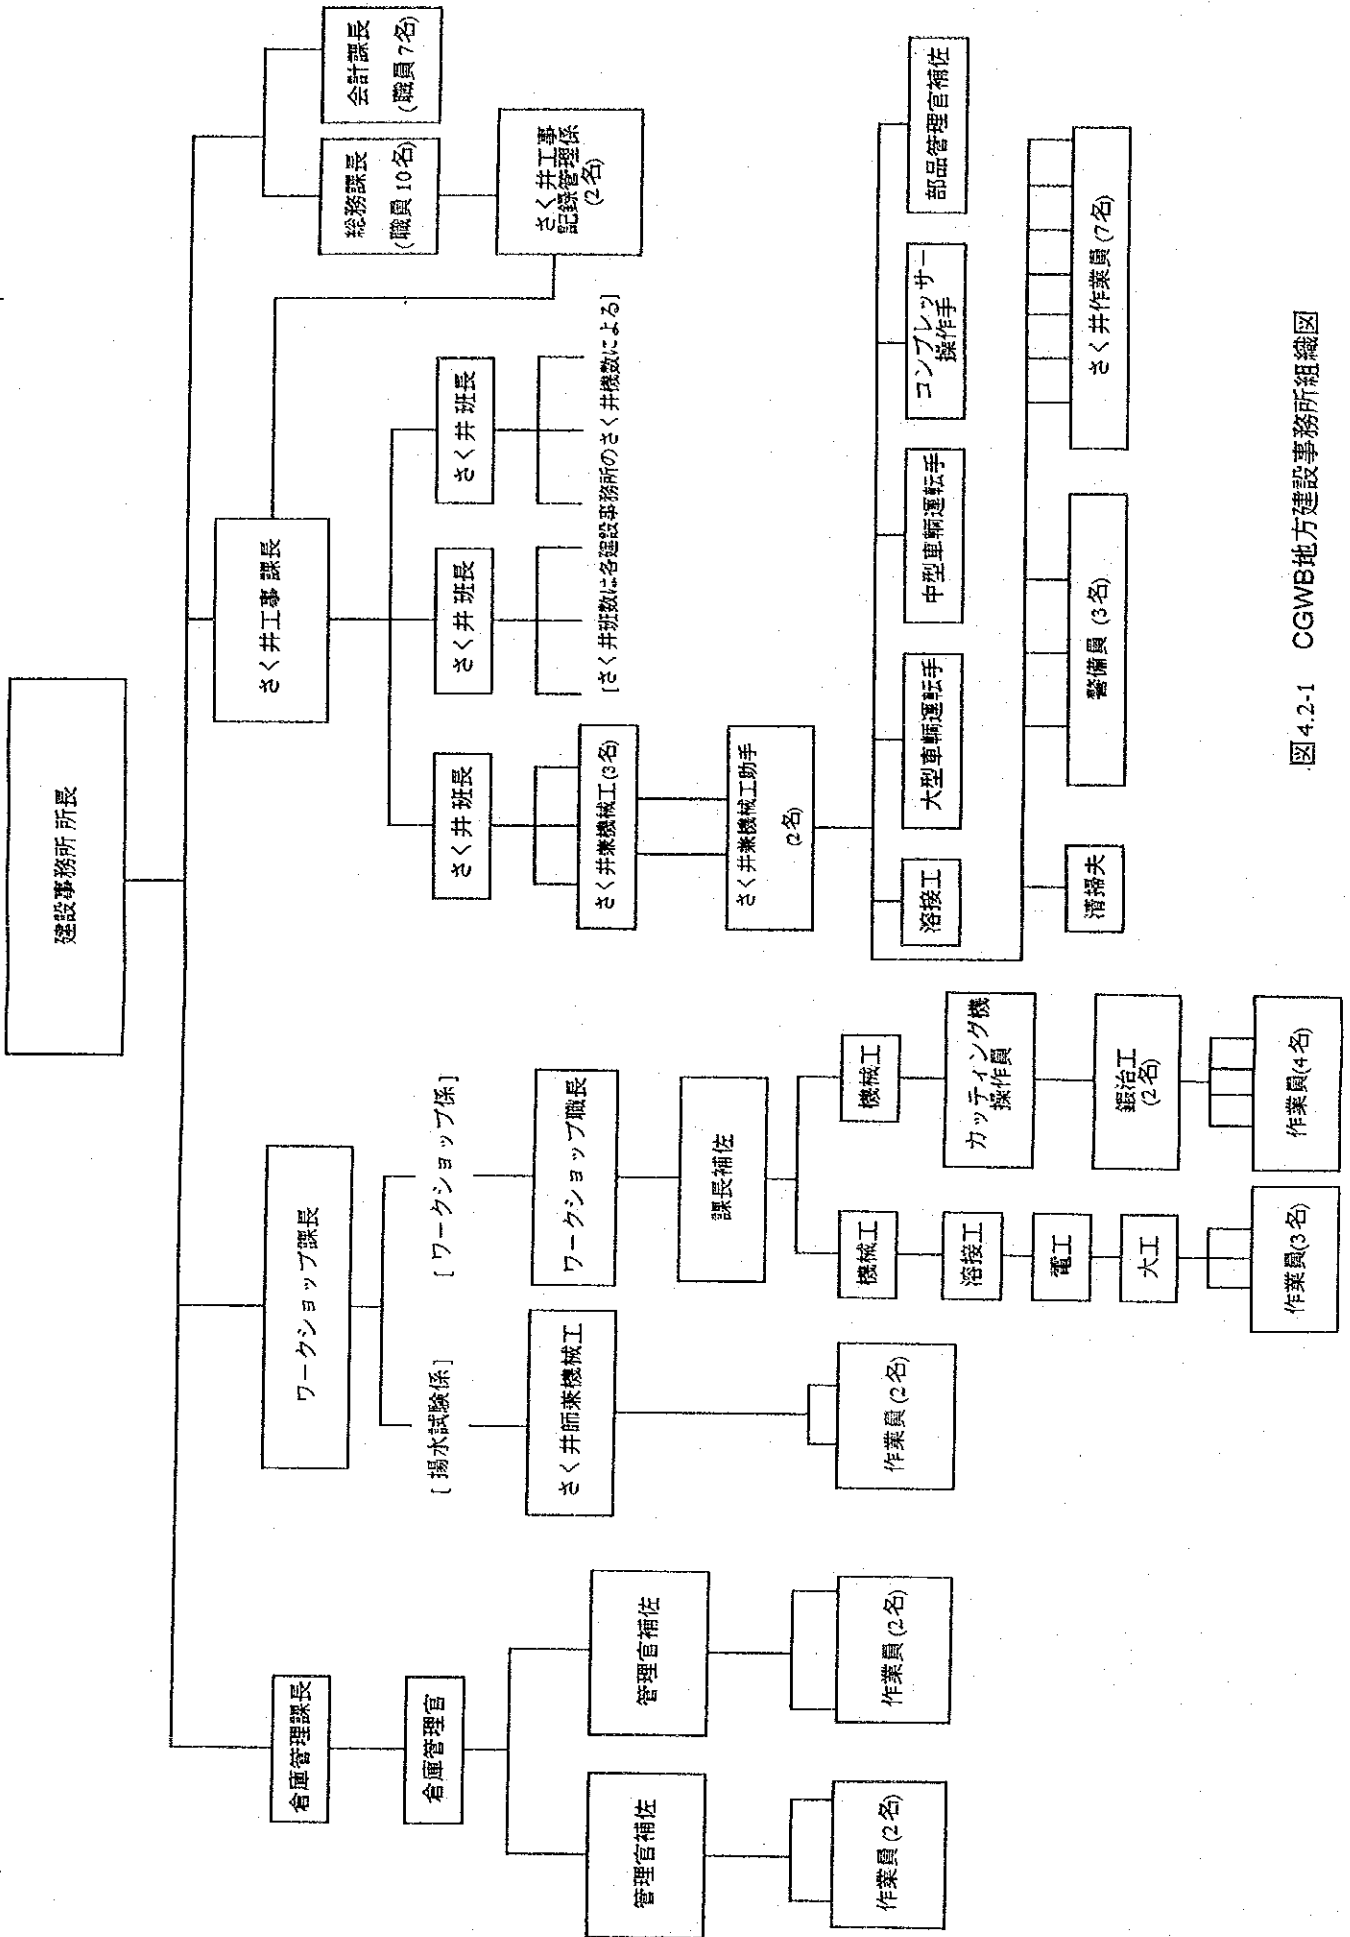 建設事務所 所長
倉庫管理課長
倉庫管理官
管理官補佐
作業員 (2名)
管理官補佐
作業員 (2名)
ワークショップ課長
[ 揚水試験係 ]
さく井師兼機械工
作業員 (2名)
[ ワークショップ係 ]
ワークショップ職長
課長補佐
機械工
溶接工
電工
大工
作業員(3名)
機械工
カッティング機
操作員
鍛冶工
(2名)
作業員(4名)
さく井工事 課長
さく井 班長
さく井兼機械工(3名)
さく井兼機械工助手
(2名)
溶接工
大型車輌運転手
中型車輌運転手
コンプレッサー
操作手
部品管理官補佐
清掃夫
警備員 (3名)
さく井作業員 (7名)
さく井 班長
さく井 班長
[さく井班数は各建設事務所のさく井機数による]
総務課長
(職員 10名)
会計課長
(職員 7名)
さく井工事
記録管理係
(2名)
図 4.2-1 CGWB地方建設事務所組織図